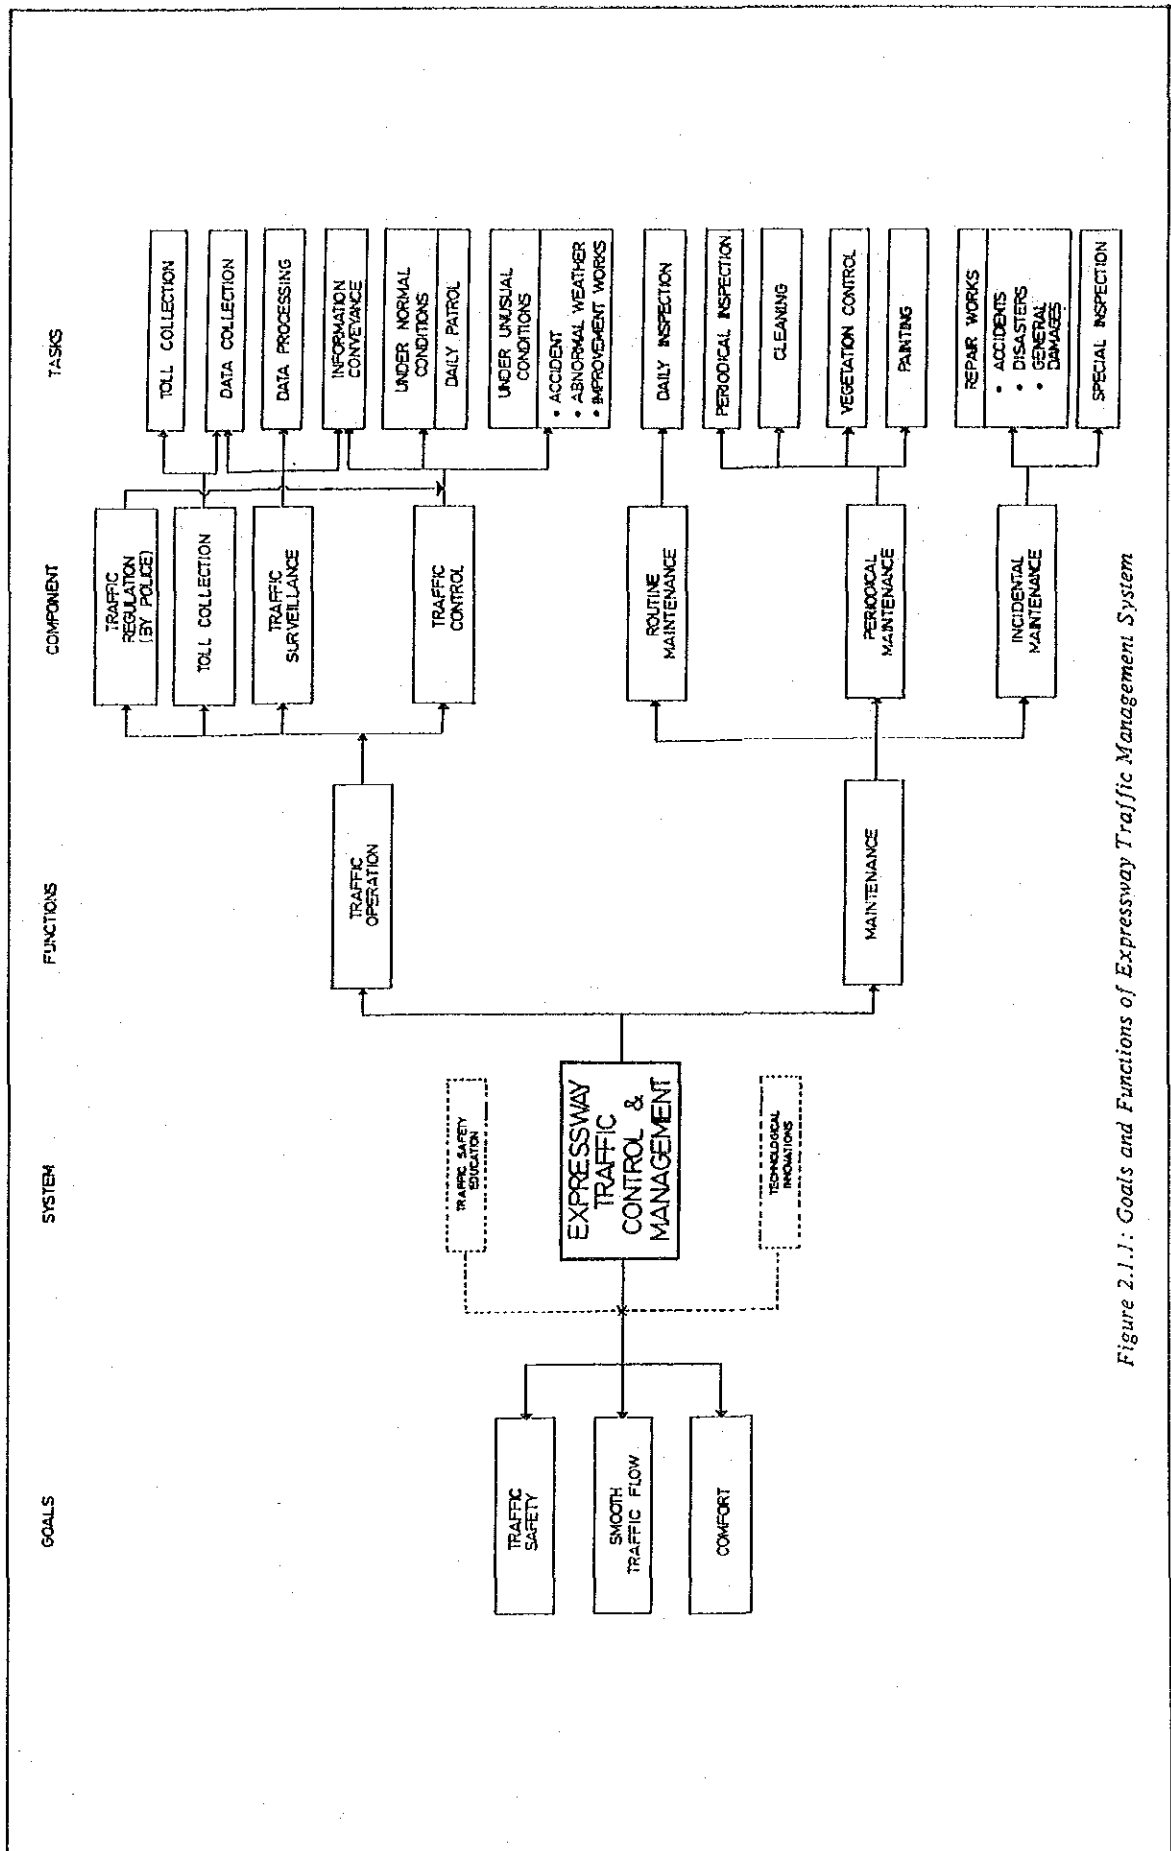 GOALS
SYSTEM
FUNCTIONS
COMPONENT
TASKS
TRAFFIC
SAFETY
SMOOTH
TRAFFIC FLOW
COMFORT
TRAFFIC SAFETY
EDUCATION
EXPRESSWAY
TRAFFIC
CONTROL &
MANAGEMENT
TECHNOLOGICAL
INNOVATIONS
TRAFFIC
OPERATION
MAINTENANCE
TRAFFIC
REGULATION
(BY POLICE)
TOLL COLLECTION
TRAFFIC
SURVEILLANCE
TRAFFIC
CONTROL
ROUTINE
MAINTENANCE
PERIODICAL
MAINTENANCE
INCIDENTAL
MAINTENANCE
TOLL COLLECTION
DATA COLLECTION
DATA PROCESSING
INFORMATION
CONVEYANCE
UNDER NORMAL
CONDITIONS
DAILY PATROL
UNDER UNUSUAL
CONDITIONS
• ACCIDENT
• ABNORMAL WEATHER
• IMPROVEMENT WORKS
DAILY INSPECTION
PERIODICAL INSPECTION
CLEANING
VEGETATION CONTROL
PAINTING
REPAIR WORKS
• ACCIDENTS
• DISASTERS
• GENERAL
DAMAGES
SPECIAL INSPECTION
Figure 2.1.1: Goals and Functions of Expressway Traffic Management System